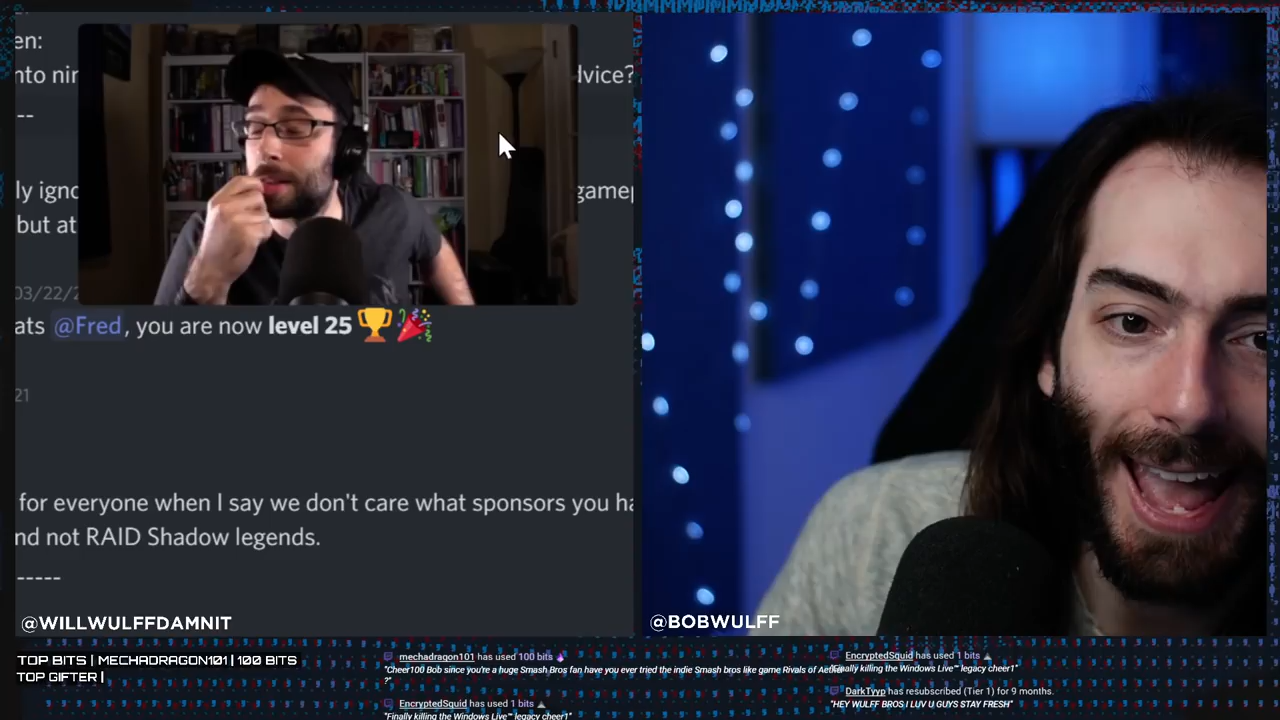 en:
nto nin
dvice?
--
ly igno
gamep
but at
03/22/2
ats @Fred, you are now level 25
21
for everyone when I say we don't care what sponsors you ha
nd not RAID Shadow legends.
-----
@WILLWULFFDAMNIT
@BOBWULFF
TOP BITS | MECHADRAGON101 | 100 BITS
TOP GIFTER |
mechadragon101 has used 100 bits
"Cheer100 Bob since you're a huge Smash Bros fan have you ever tried the indie Smash bros like game Rivals of
?"
EncryptedSquid has used 1 bits
"Finally killing the Windows Live™ legacy cheer1"
EncryptedSquid has used 1 bits
"Finally killing the Windows Live™ legacy cheer1"
DarkTyyp has resubscribed (Tier 1) for 9 months.
"HEY WULFF BROS I LUV U GUYS STAY FRESH"